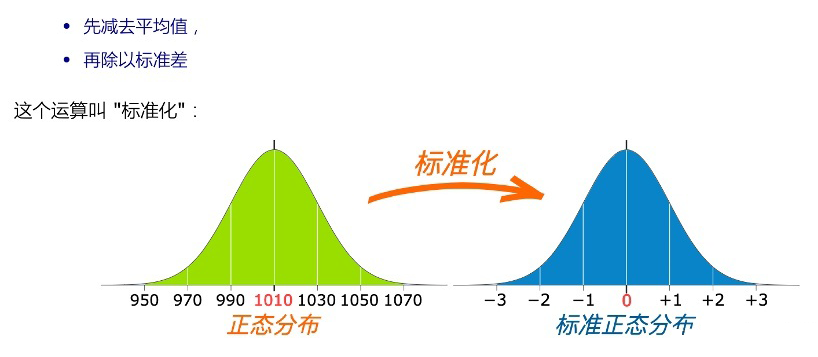 • 先减去平均值，
• 再除以标准差
这个运算叫 "标准化"：
标准化
950 970 990 1010 1030 1050 1070
−3 −2 −1 0 +1 +2 +3
正态分布
标准正态分布